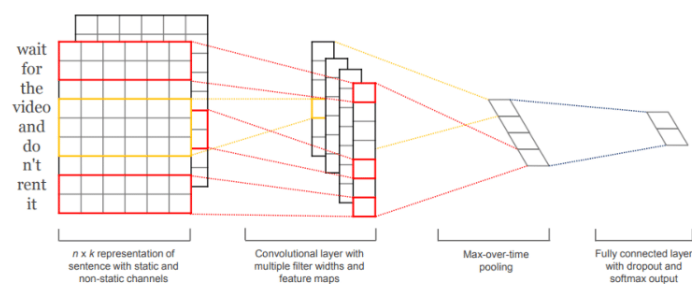 wait
for
the
video
and
do
n't
rent
it
n x k representation of
sentence with static and
non-static channels
Convolutional layer with
multiple filter widths and
feature maps
Max-over-time
pooling
Fully connected layer
with dropout and
softmax output